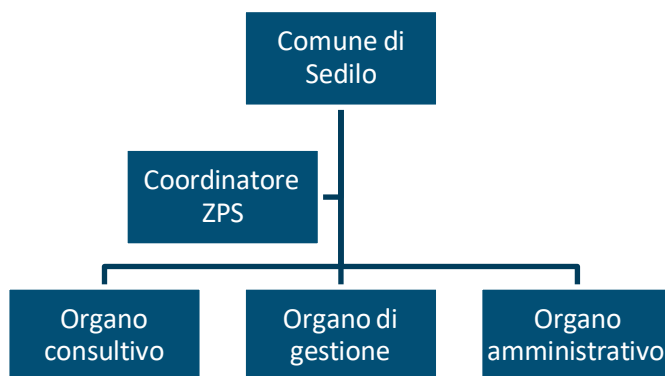 Comune di
Sedilo
Coordinatore
ZPS
Organo
consultivo
Organo di
gestione
Organo
amministrativo